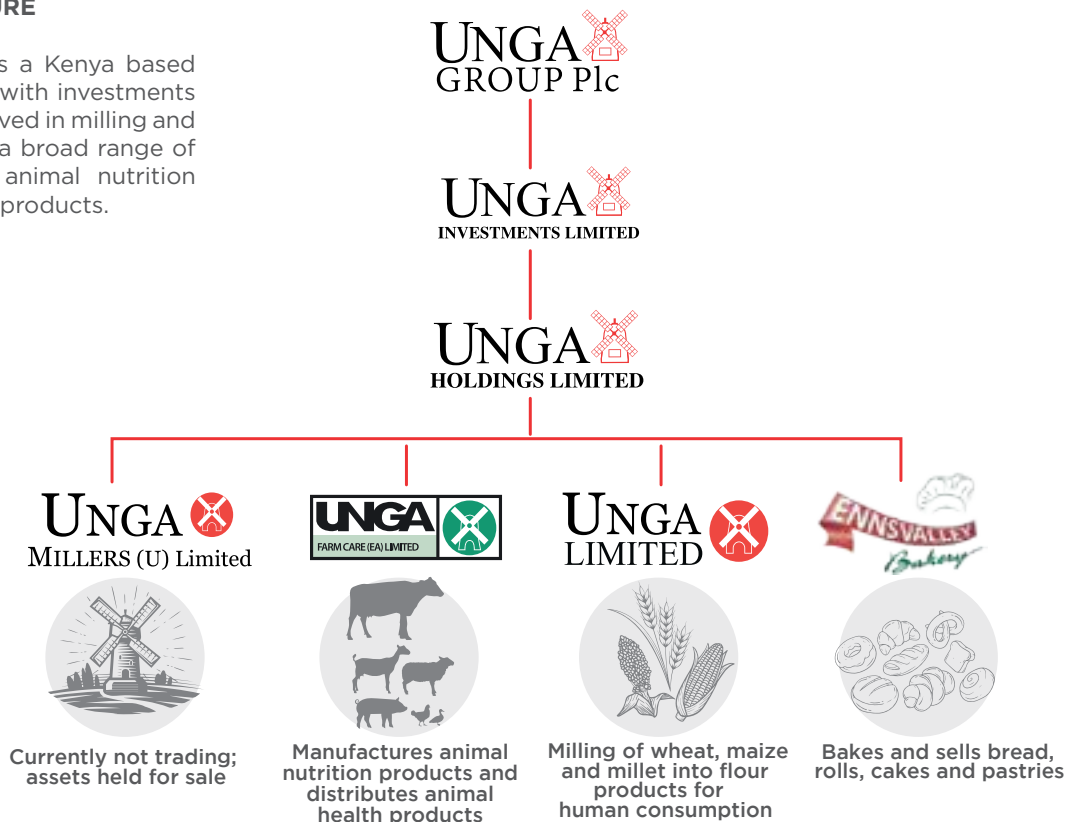 URE
s a Kenya based
with investments
ved in milling and
a broad range of
animal nutrition
products.
UNGA
GROUP Plc
UNGA
INVESTMENTS LIMITED
UNGA
HOLDINGS LIMITED
UNGA
MILLERS (U) Limited
UNGA
FARM CARE (EA) LIMITED
UNGA
LIMITED
ENNSVALLEY
Bakery
Currently not trading;
assets held for sale
Manufactures animal
nutrition products and
distributes animal
health products
Milling of wheat, maize
and millet into flour
products for
human consumption
Bakes and sells bread,
rolls, cakes and pastries